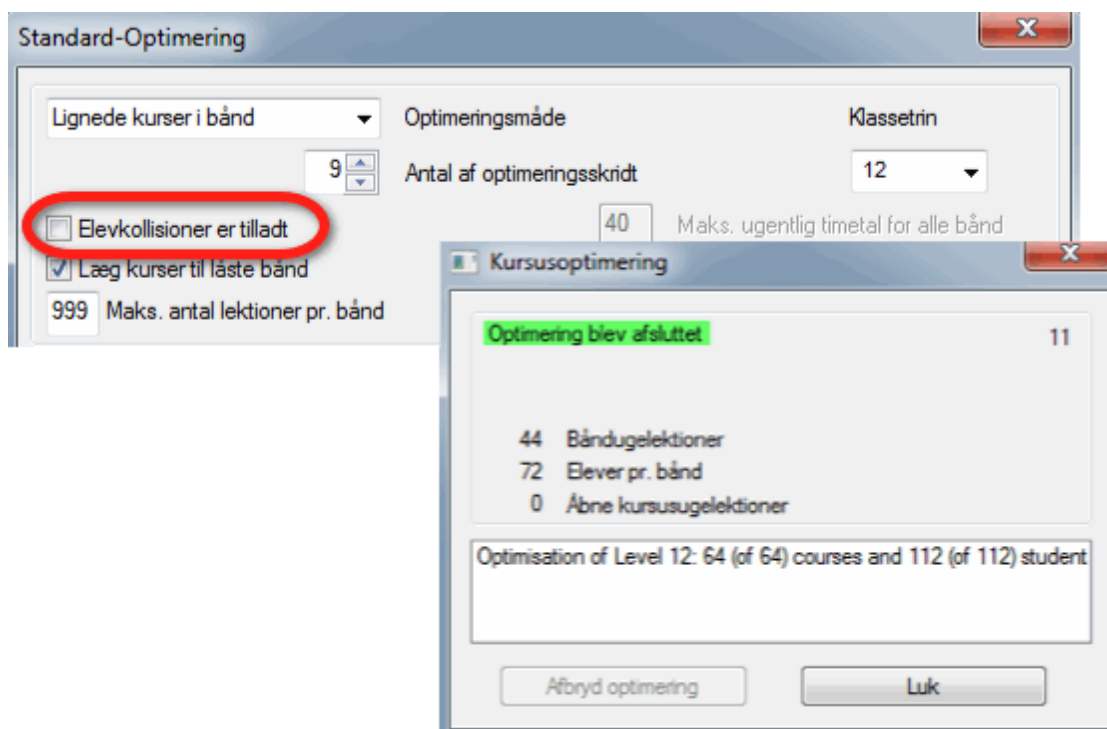 Standard-Optimering
Lignede kurser i bånd Optimeringsmåde Klassetrin
9 Antal af optimeringsskridt 12
Elevkollisioner er tilladt 40 Maks. ugentlig timetal for alle bånd
Læg kurser til låste bånd
999 Maks. antal lektioner pr. bånd
Kursusoptimering
Optimering blev afsluttet 11
44 Båndugelektioner
72 Elever pr. bånd
0 Åbne kursusugelektioner
Optimisation of Level 12: 64 (of 64) courses and 112 (of 112) student
Afbryd optimering Luk